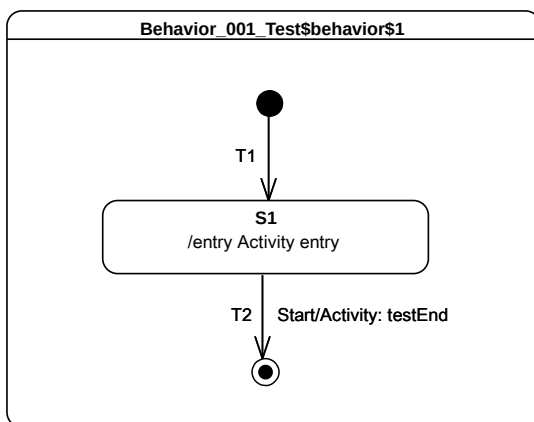 Behavior_001_Test$behavior$1
T1
S1
/entry Activity entry
T2 Start/Activity: testEnd